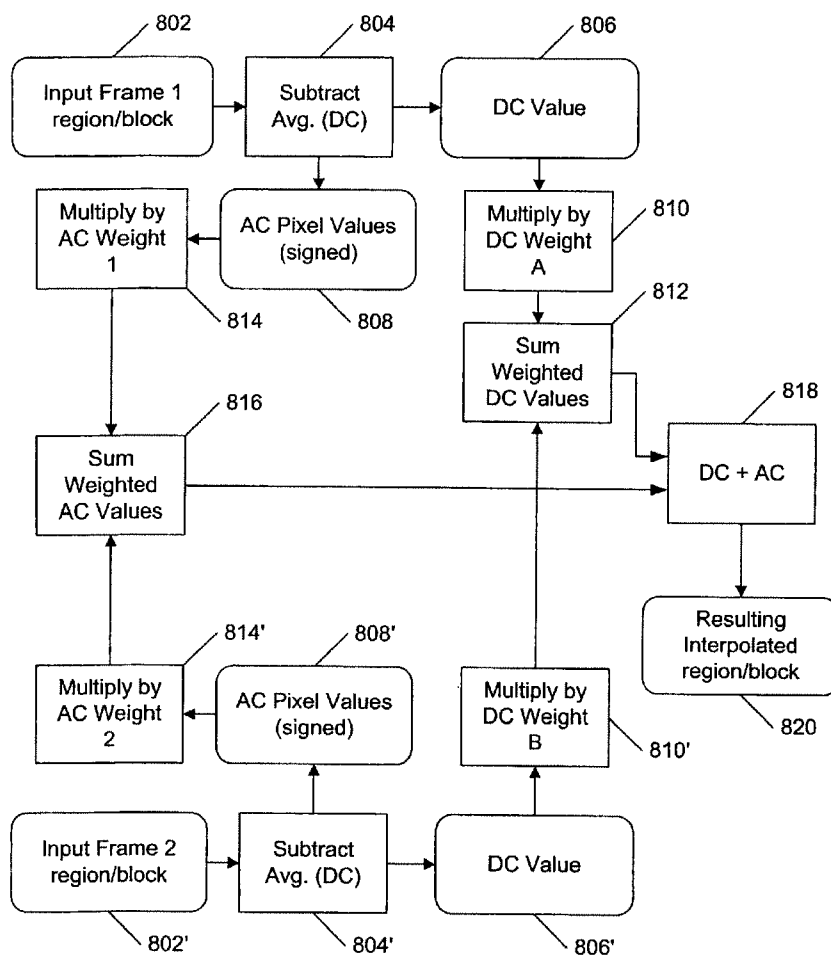 802
804
806
Input Frame 1
region/block
Subtract
Avg. (DC)
DC Value
Multiply by
AC Weight
1
AC Pixel Values
(signed)
Multiply by
DC Weight
A
810
814
808
812
Sum
Weighted
DC Values
816
818
Sum
Weighted
AC Values
DC + AC
Resulting
Interpolated
region/block
820
814'
808'
Multiply by
AC Weight
2
AC Pixel Values
(signed)
Multiply by
DC Weight
B
810'
Input Frame 2
region/block
Subtract
Avg. (DC)
DC Value
802'
804'
806'